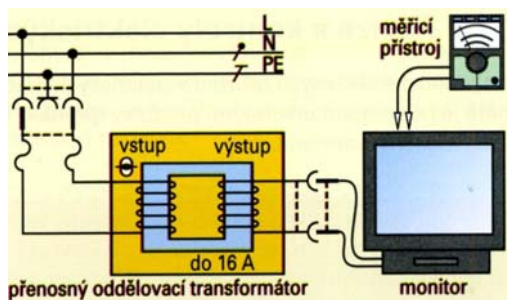 L
N
PE
měřicí
přístroj
vstup
výstup
do 16 A
přenosný oddělovací transformátor
monitor